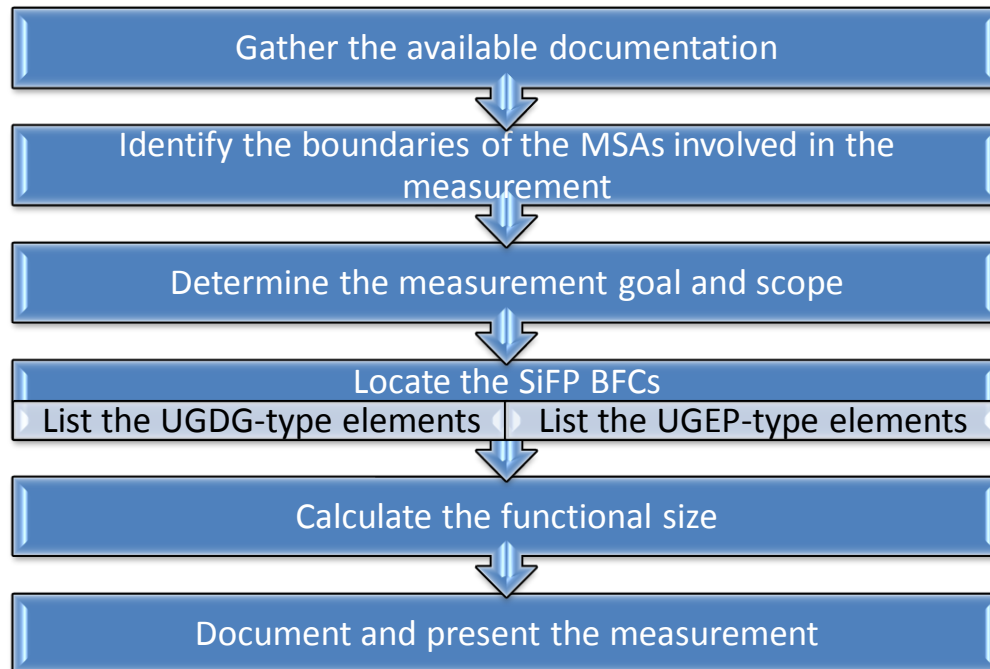 Gather the available documentation
Identify the boundaries of the MSAs involved in the
measurement
Determine the measurement goal and scope
Locate the SiFP BFCs
List the UGDG-type elements
List the UGEP-type elements
Calculate the functional size
Document and present the measurement